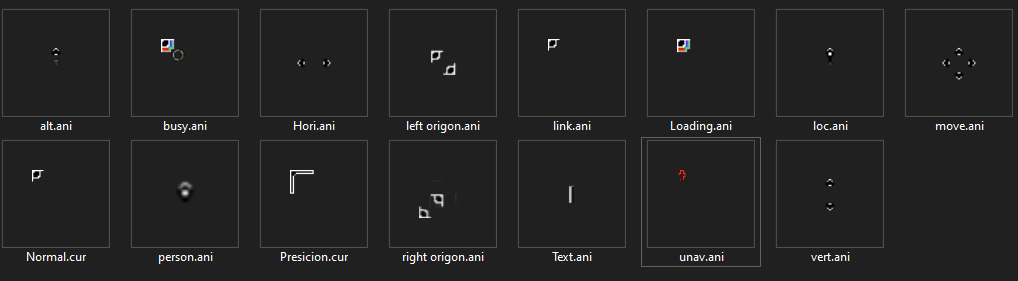 alt.ani
busy.ani
Hori.ani
left origon.ani
link.ani
Loading.ani
loc.ani
move.ani
Normal.cur
person.ani
Presicion.cur
right origon.ani
Text.ani
unav.ani
vert.ani